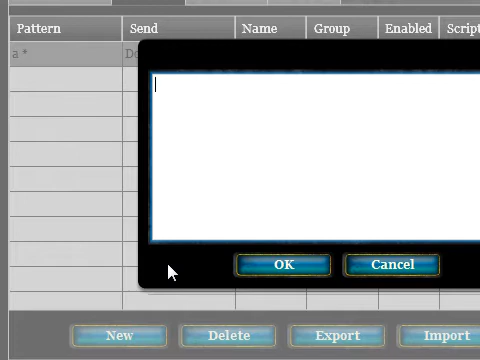 Pattern Send Name Group Enabled Script
a *
OK Cancel
New Delete Export Import